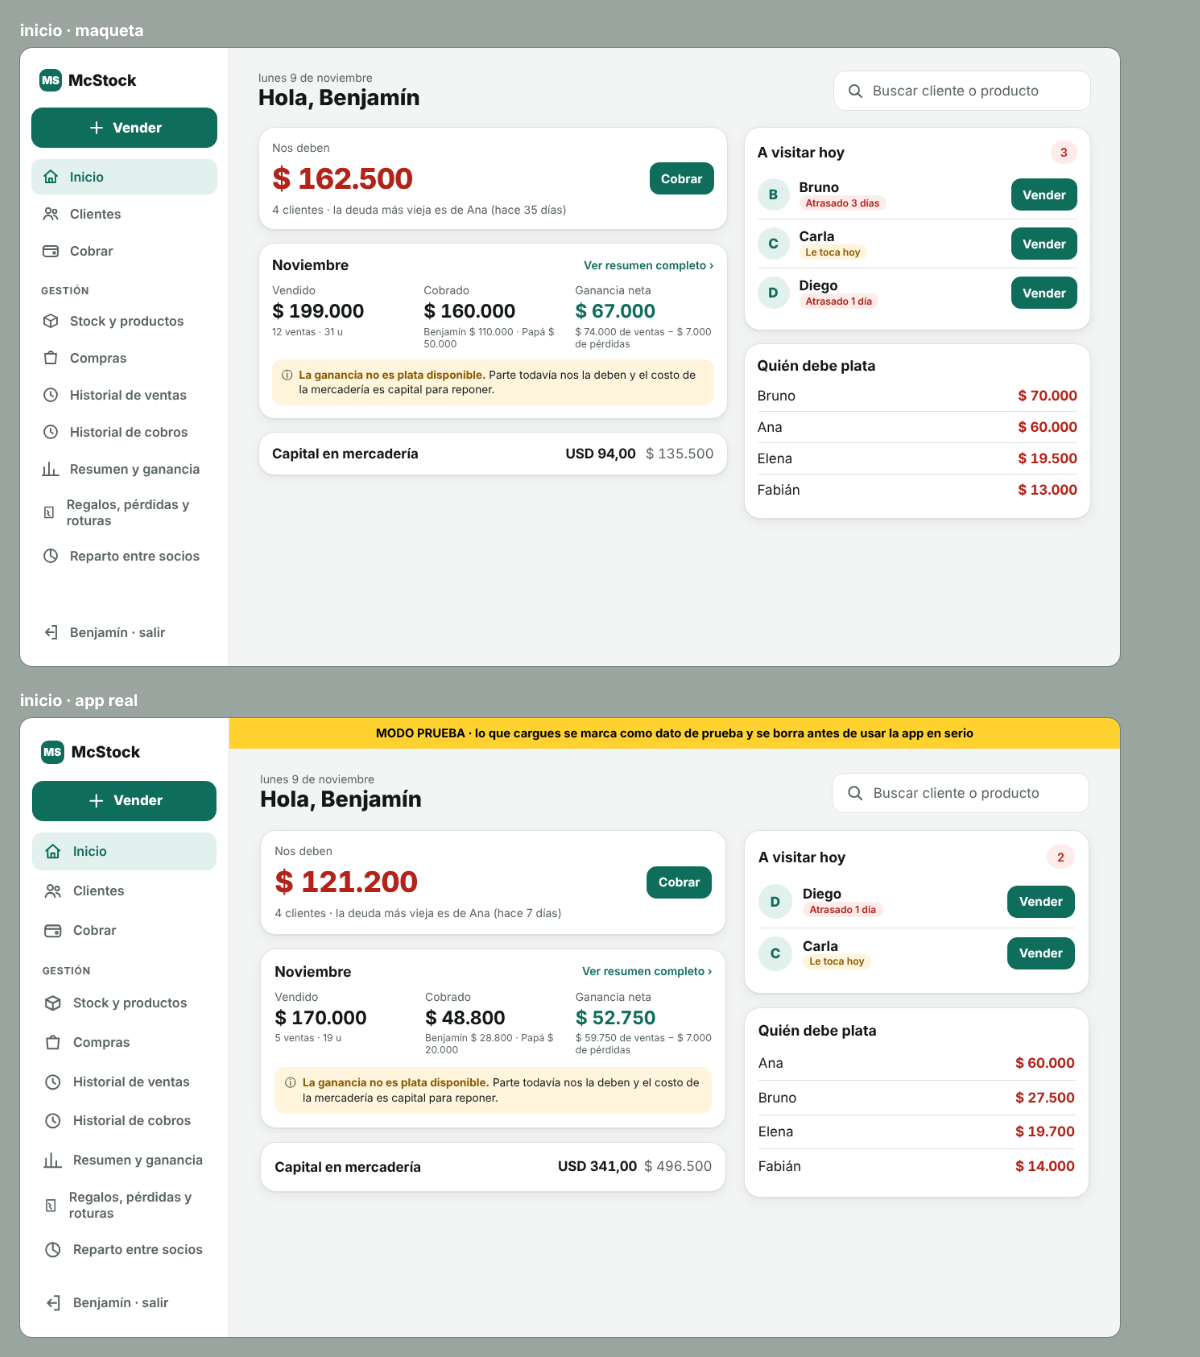 inicio · maqueta
MS McStock
+ Vender
Inicio
Clientes
Cobrar
GESTIÓN
Stock y productos
Compras
Historial de ventas
Historial de cobros
Resumen y ganancia
Regalos, pérdidas y
roturas
Reparto entre socios
Benjamín · salir
lunes 9 de noviembre
Hola, Benjamín
Buscar cliente o producto
Nos deben
$ 162.500
4 clientes · la deuda más vieja es de Ana (hace 35 días)
Cobrar
Noviembre
Ver resumen completo ›
Vendido
$ 199.000
12 ventas · 31 u
Cobrado
$ 160.000
Benjamín $ 110.000 · Papá $
50.000
Ganancia neta
$ 67.000
$ 74.000 de ventas − $ 7.000
de pérdidas
La ganancia no es plata disponible. Parte todavía nos la deben y el costo de
la mercadería es capital para reponer.
Capital en mercadería
USD 94,00 $ 135.500
A visitar hoy
3
B
Bruno
Atrasado 3 días
Vender
C
Carla
Le toca hoy
Vender
D
Diego
Atrasado 1 día
Vender
Quién debe plata
Bruno $ 70.000
Ana $ 60.000
Elena $ 19.500
Fabián $ 13.000
inicio · app real
MS McStock
+ Vender
Inicio
Clientes
Cobrar
GESTIÓN
Stock y productos
Compras
Historial de ventas
Historial de cobros
Resumen y ganancia
Regalos, pérdidas y
roturas
Reparto entre socios
Benjamín · salir
MODO PRUEBA · lo que cargues se marca como dato de prueba y se borra antes de usar la app en serio
lunes 9 de noviembre
Hola, Benjamín
Buscar cliente o producto
Nos deben
$ 121.200
4 clientes · la deuda más vieja es de Ana (hace 7 días)
Cobrar
Noviembre
Ver resumen completo ›
Vendido
$ 170.000
5 ventas · 19 u
Cobrado
$ 48.800
Benjamín $ 28.800 · Papá $
20.000
Ganancia neta
$ 52.750
$ 59.750 de ventas − $ 7.000
de pérdidas
La ganancia no es plata disponible. Parte todavía nos la deben y el costo de
la mercadería es capital para reponer.
Capital en mercadería
USD 341,00 $ 496.500
A visitar hoy
2
D
Diego
Atrasado 1 día
Vender
C
Carla
Le toca hoy
Vender
Quién debe plata
Ana $ 60.000
Bruno $ 27.500
Elena $ 19.700
Fabián $ 14.000